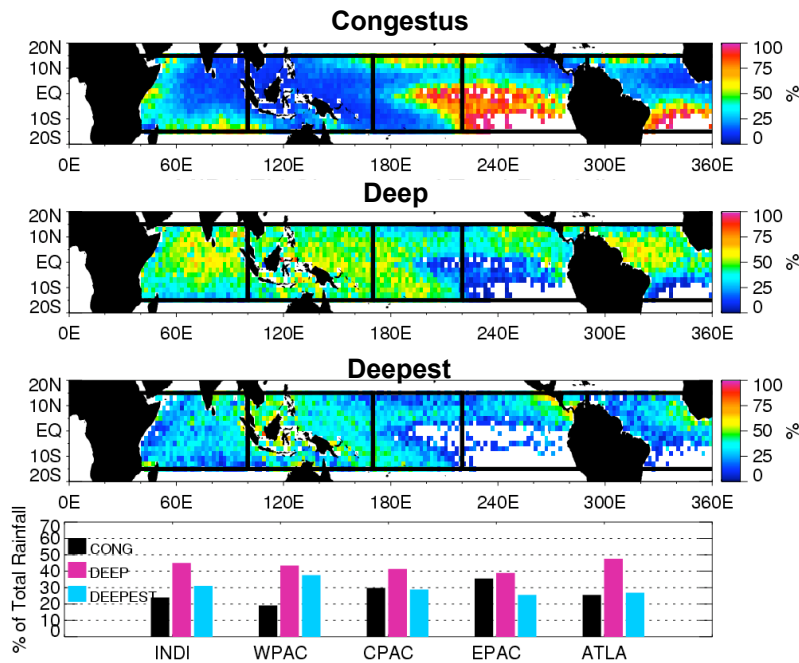 Congestus
20N
10N
EQ
10S
20S
0E 60E 120E 180E 240E 300E 360E
100
75
50
25
0
%
Deep
20N
10N
EQ
10S
20S
0E 60E 120E 180E 240E 300E 360E
100
75
50
25
0
%
Deepest
20N
10N
EQ
10S
20S
0E 60E 120E 180E 240E 300E 360E
100
75
50
25
0
%
% of Total Rainfall
70
60
50
40
30
20
10
0
CONG
DEEP
DEEPEST
INDI WPAC CPAC EPAC ATLA